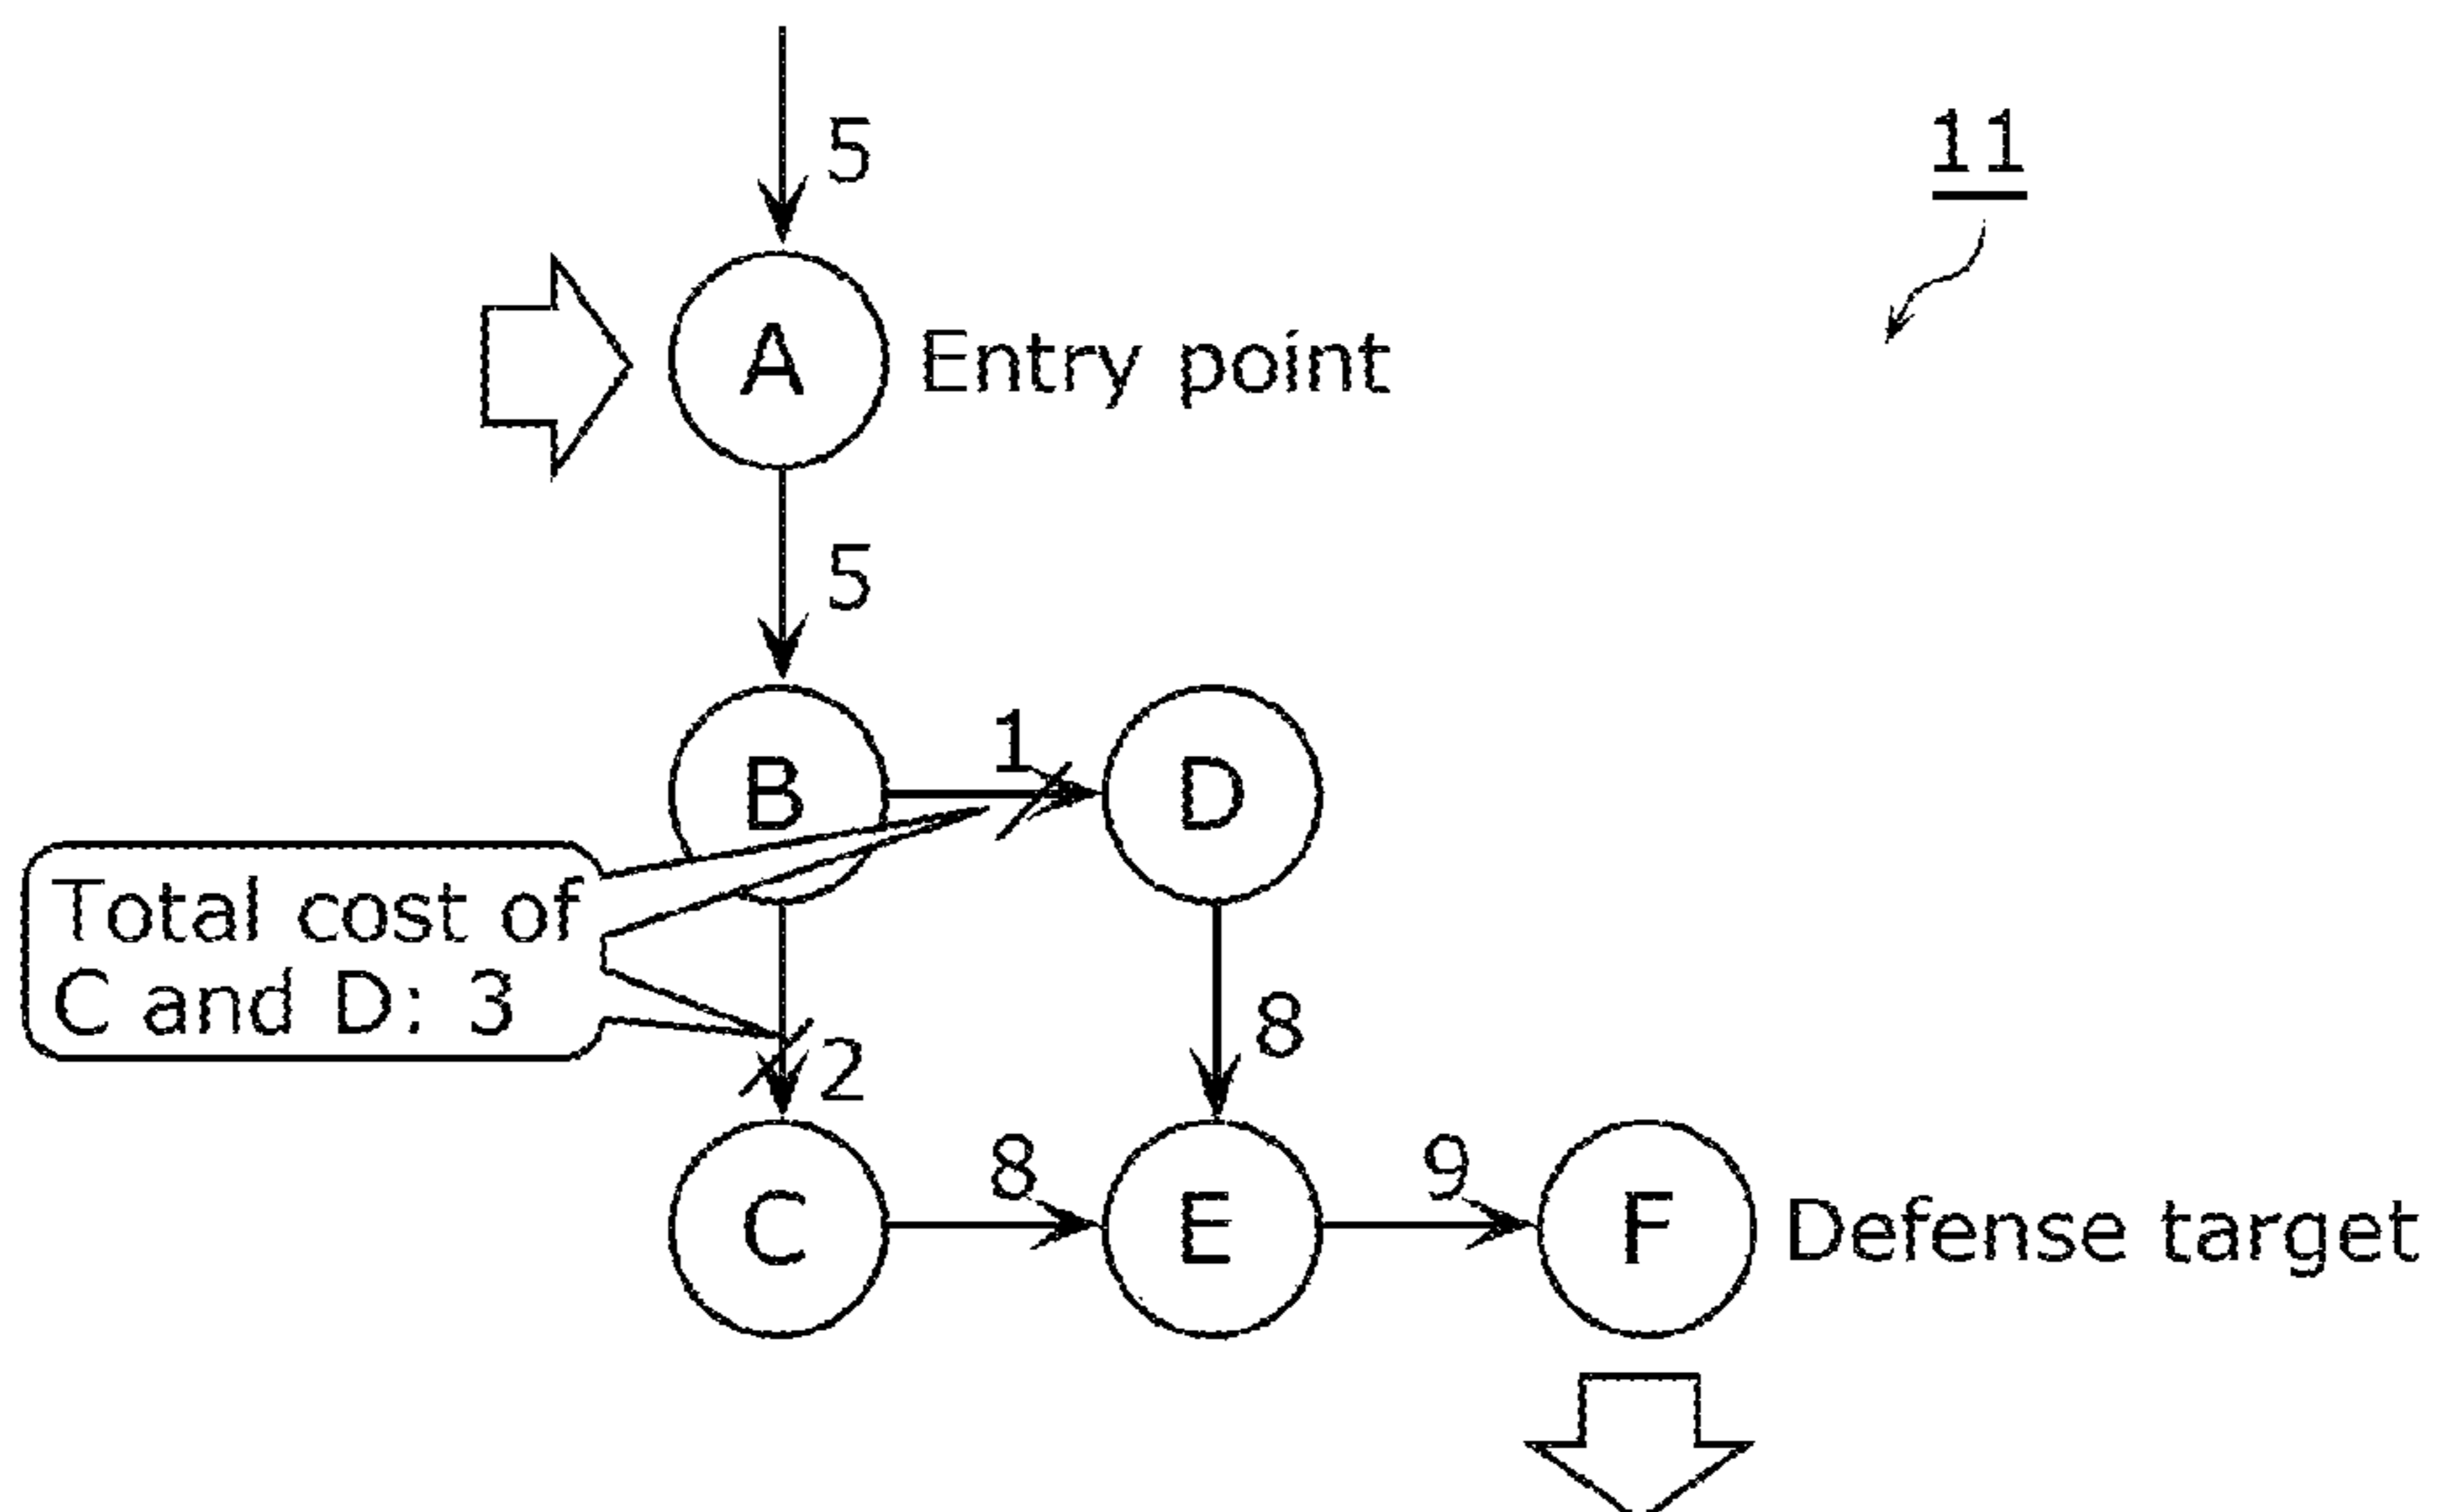 5
11
A Entry point
5
B
1
D
Total cost of
C and D: 3
2
8
C
8
E
9
F Defense target